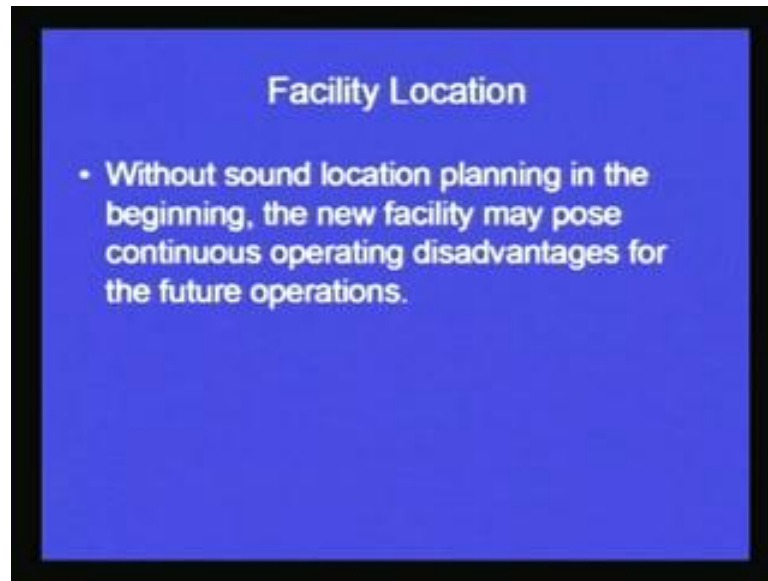 Facility Location
• Without sound location planning in the
beginning, the new facility may pose
continuous operating disadvantages for
the future operations.